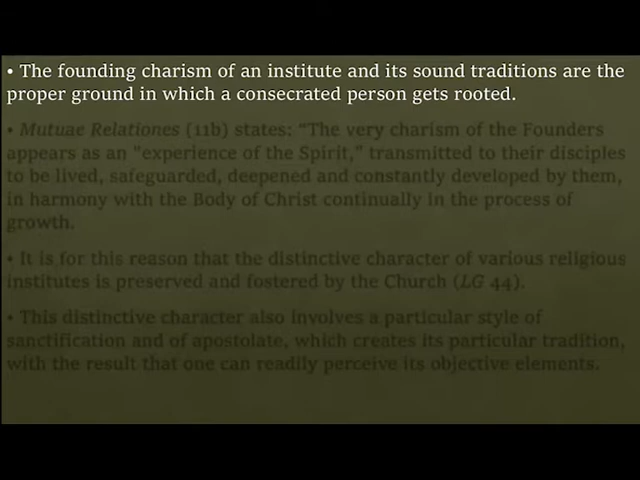 • The founding charism of an institute and its sound traditions are the
proper ground in which a consecrated person gets rooted.
• Mutuae Relationes (11b) states: "The very charism of the Founders
appears as an "experience of the Spirit," transmitted to their disciples
to be lived, safeguarded, deepened and constantly developed by them,
in harmony with the Body of Christ continually in the process of
growth.
• It is for this reason that the distinctive character of various religious
institutes is preserved and fostered by the Church (LG 44).
• This distinctive character also involves a particular style of
sanctification and of apostolate, which creates its particular tradition,
with the result that one can readily perceive its objective elements.